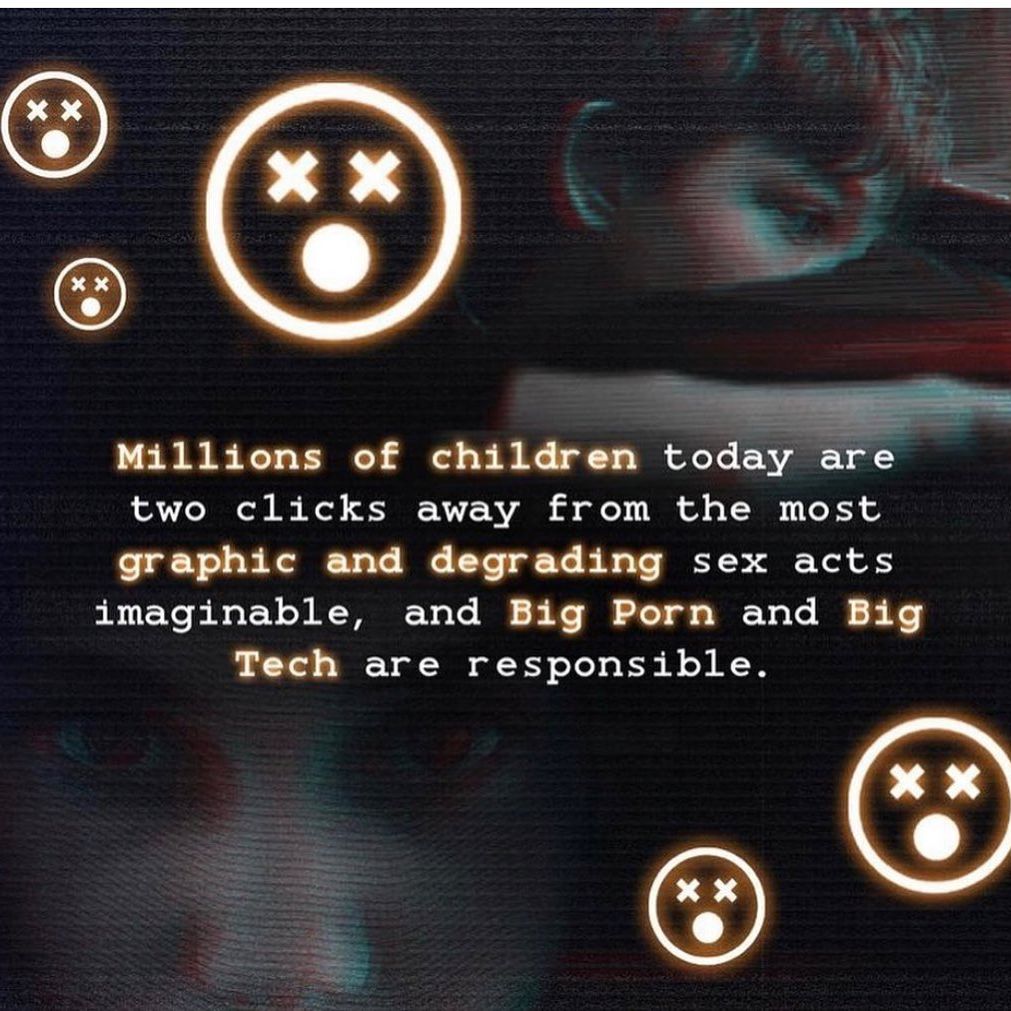 Millions of children today are
two clicks away from the most
graphic and degrading sex acts
imaginable, and Big Porn and Big
Tech are responsible.